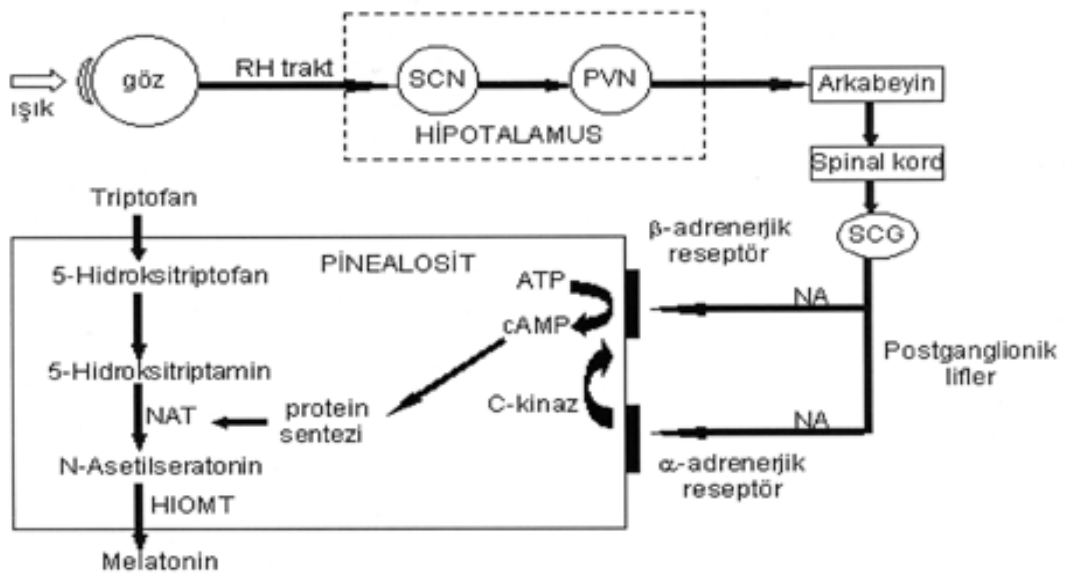 ışık
göz
RH trakt
SCN
PVN
HİPOTALAMUS
Arkabeyin
Spinal kord
SCG
Triptofan
β-adrenerjik
reseptör
PİNEALOSİT
5-Hidroksitriptofan
ATP
cAMP
NA
Postganglionik
lifler
5-Hidroksitriptamin
C-kinaz
NAT
protein
sentezi
NA
N-Asetilseratonin
α-adrenerjik
reseptör
HIOMT
Melatonin